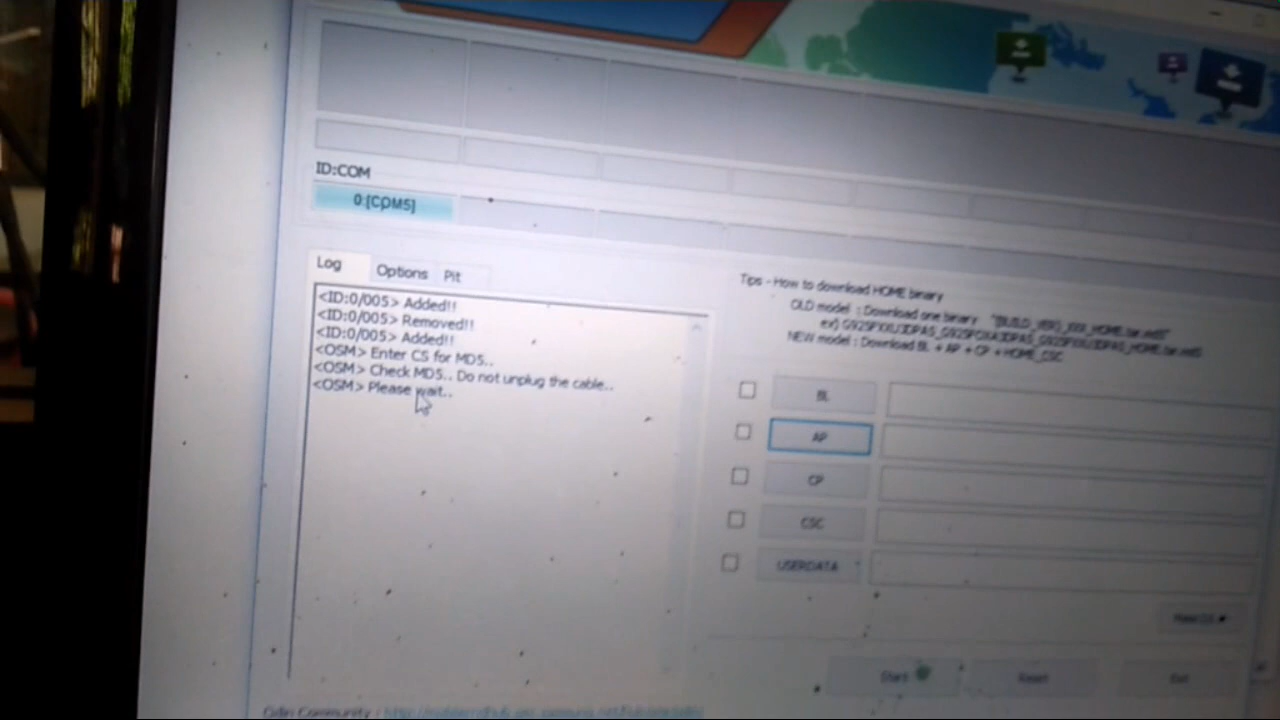 ID:COM
0:[COM5]
Log
Options
Pit
<ID:0/005> Added!!
<ID:0/005> Removed!!
<ID:0/005> Added!!
<OSM> Enter CS for MD5..
<OSM> Check MD5.. Do not unplug the cable..
<OSM> Please wait..
Tips - How to download HOME binary
OLD model : Download one binary
NEW model : Download BL + AP + CP + HOME_CSC
BL
AP
CP
CSC
USERDATA
Start
Reset
Exit
Odin Community :